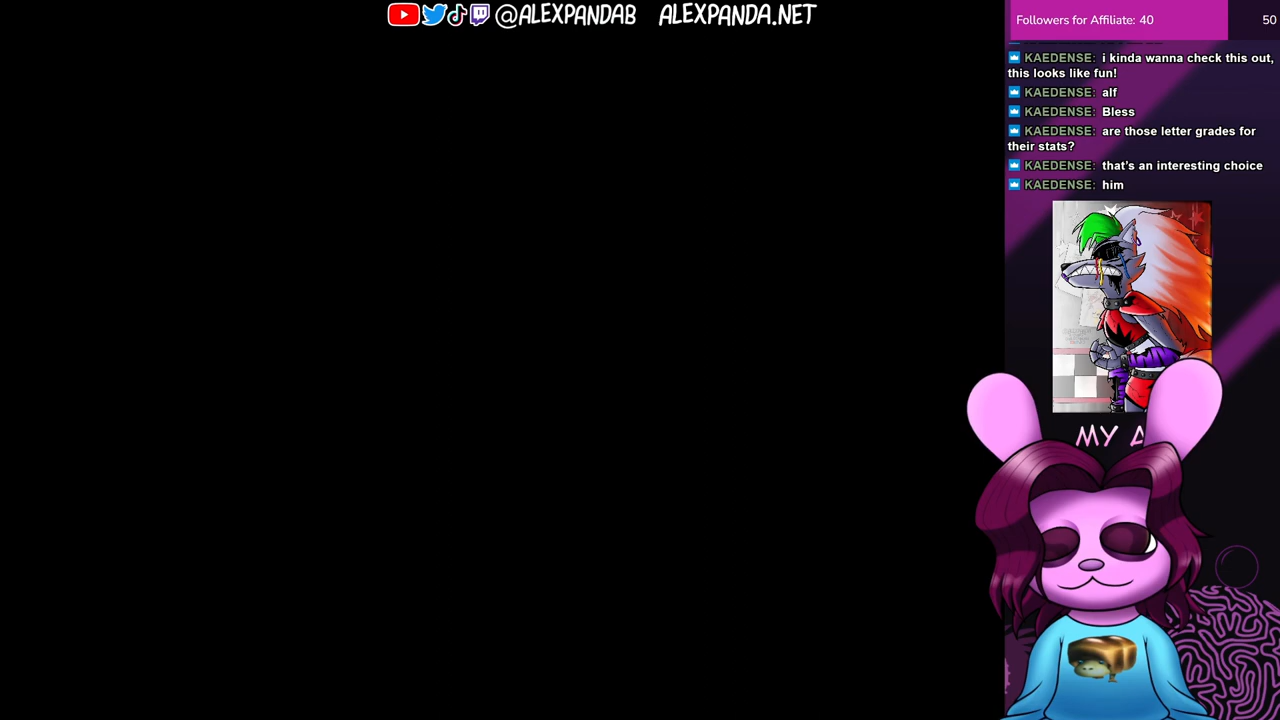 @ALEXPANDAB ALEXPANDA.NET
Followers for Affiliate: 40 50
KAEDENSE: i kinda wanna check this out,
this looks like fun!
KAEDENSE: alf
KAEDENSE: Bless
KAEDENSE: are those letter grades for
their stats?
KAEDENSE: that's an interesting choice
KAEDENSE: him
MY